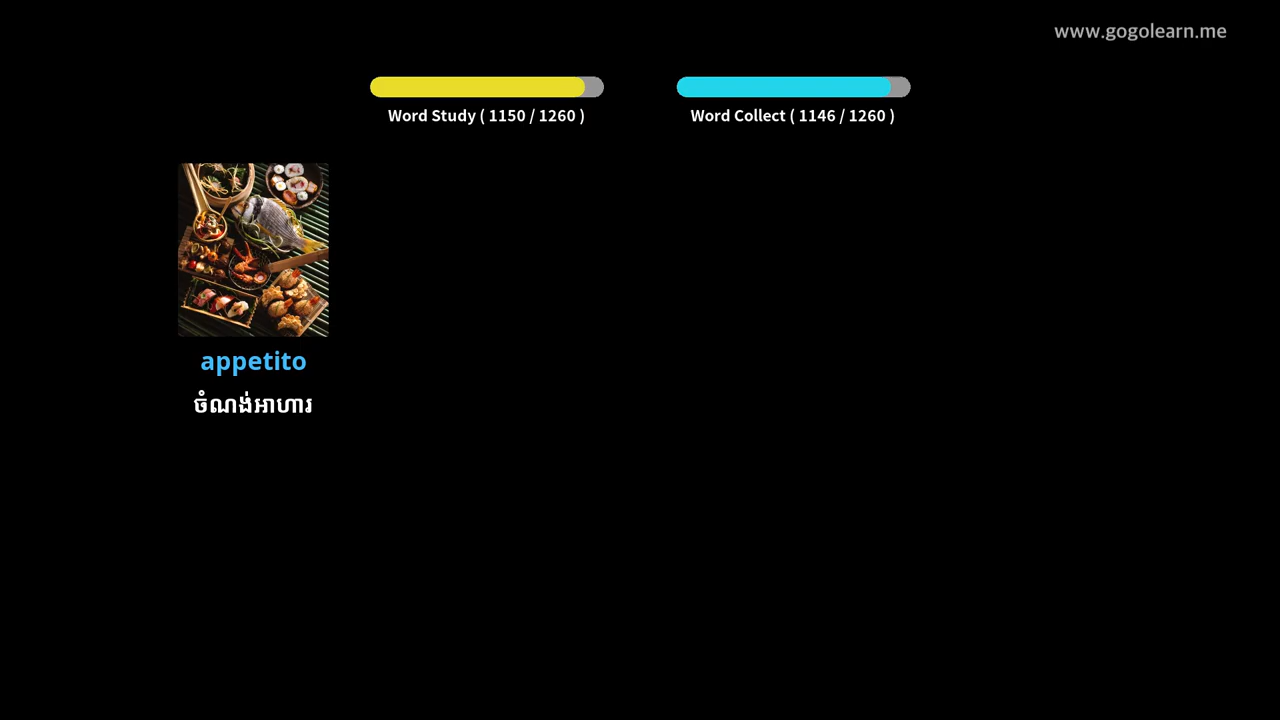 www.gogolearn.me
Word Study ( 1150 / 1260 )
Word Collect ( 1146 / 1260 )
appetito
ចំណង់អាហារ